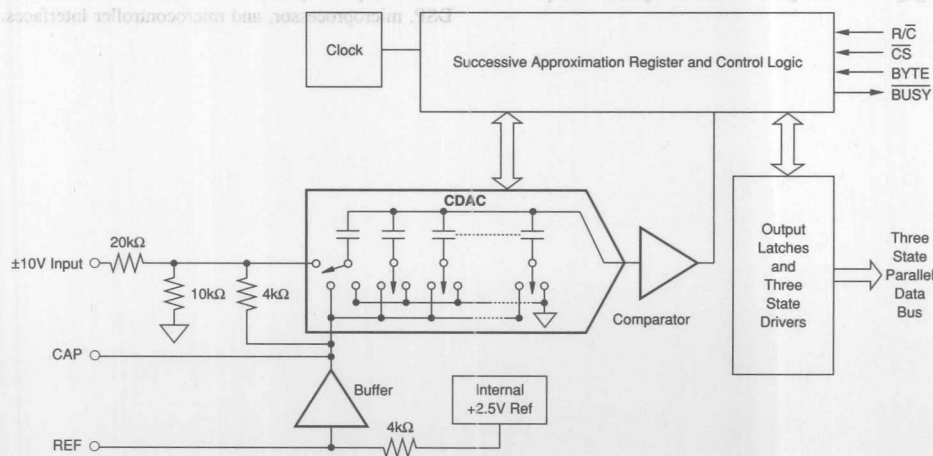 DSP, microprocessor, and microcontroller interfaces.
Clock
Successive Approximation Register and Control Logic
R/C̅
C̅S̅
BYTE
B̅U̅S̅Y̅
CDAC
20kΩ
±10V Input
10kΩ
4kΩ
Comparator
Output
Latches
and
Three
State
Drivers
Three
State
Parallel
Data
Bus
CAP
Buffer
Internal
+2.5V Ref
4kΩ
REF